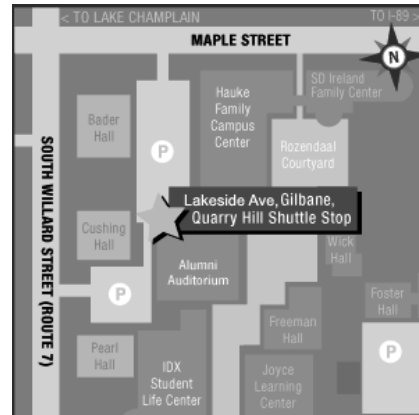 < TO LAKE CHAMPLAIN
TO I-89 >
MAPLE STREET
N
SD Ireland
Family Center
Hauke
Family
Campus
Center
Bader
Hall
P
Rozendaal
Courtyard
SOUTH WILLARD STREET (ROUTE 7)
Lakeside Ave, Gilbane,
Quarry Hill Shuttle Stop
Cushing
Hall
Wick
Hall
Alumni
Auditorium
P
Foster
Hall
Freeman
Hall
Pearl
Hall
P
IDX
Student
Life Center
Joyce
Learning
Center